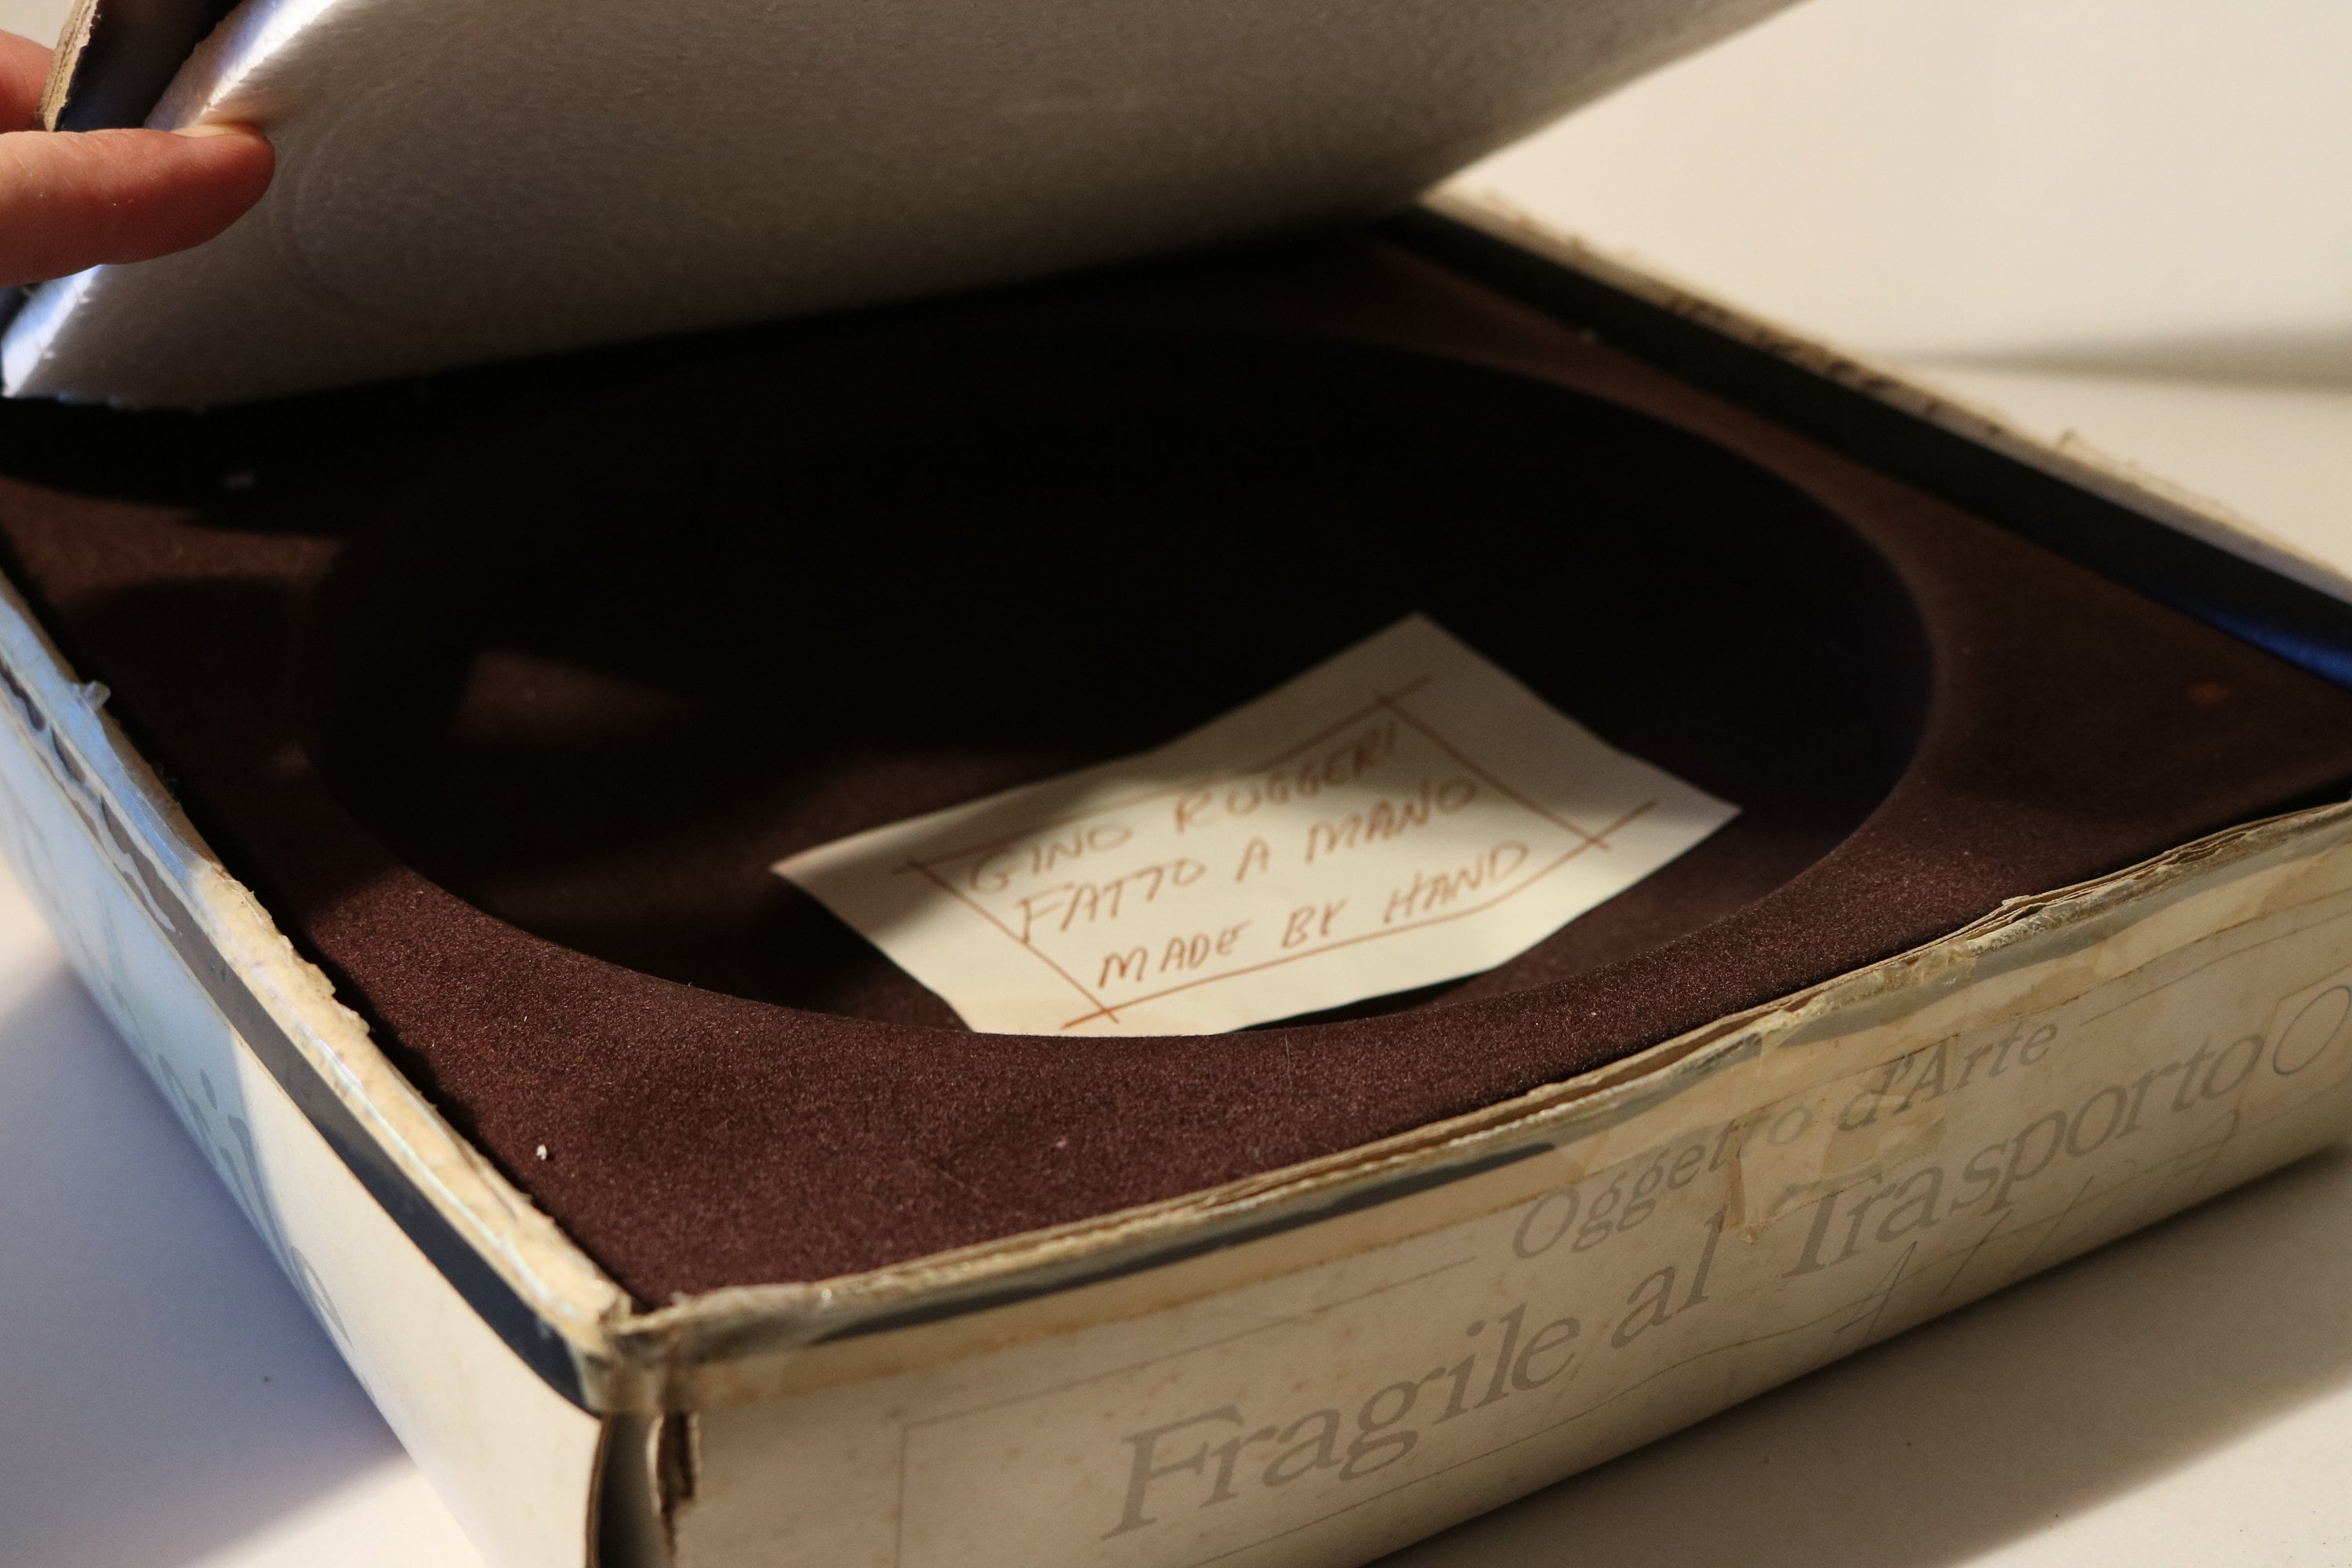 GINO RUGGERI
FATTO A MANO
MADE BY HAND
Oggetto d'Arte
Fragile al Trasporto